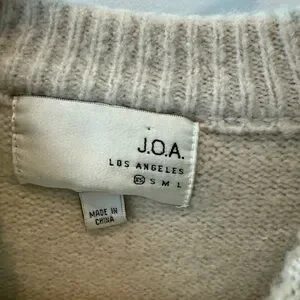 J.O.A.
LOS ANGELES
XS S M L
MADE IN
CHINA